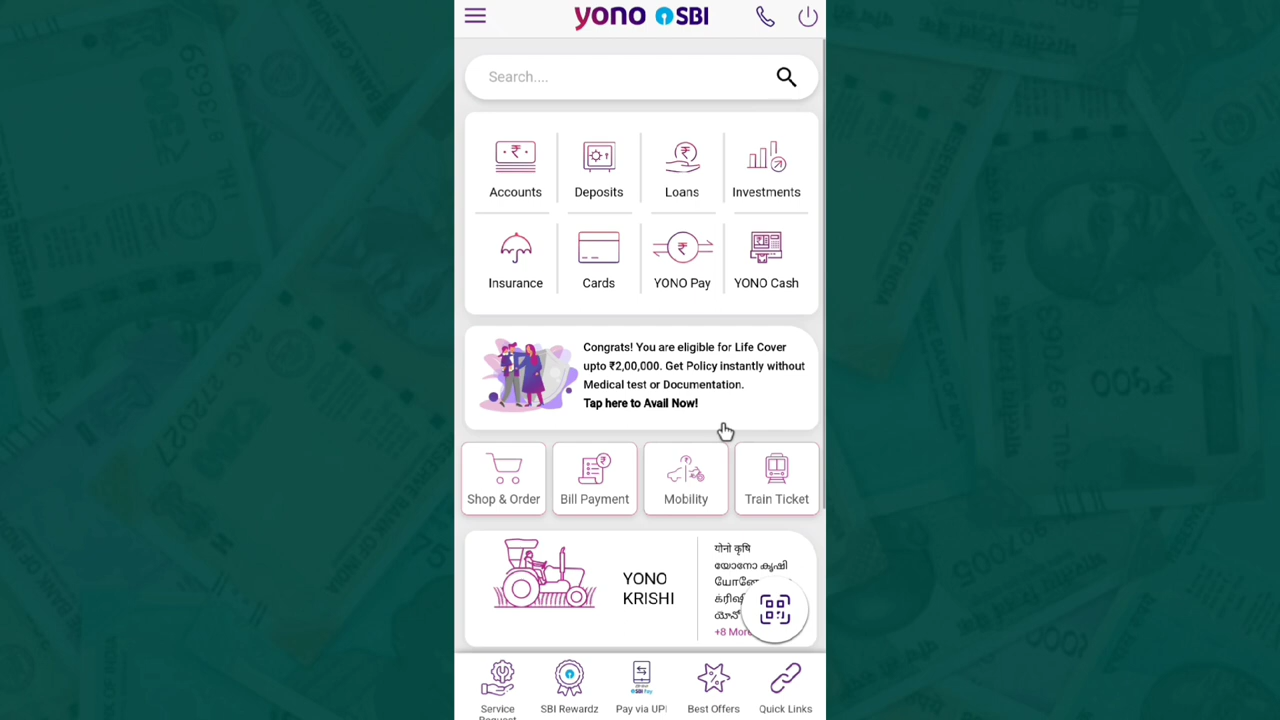 yono SBI
Search....
Accounts
Deposits
Loans
Investments
Insurance
Cards
YONO Pay
YONO Cash
Congrats! You are eligible for Life Cover
upto ₹2,00,000. Get Policy instantly without
Medical test or Documentation.
Tap here to Avail Now!
Shop & Order
Bill Payment
Mobility
Train Ticket
YONO
KRISHI
योनो कृषि
యోనో కృషి
+8 More
Service
Request
SBI Rewardz
Pay via UPI
Best Offers
Quick Links